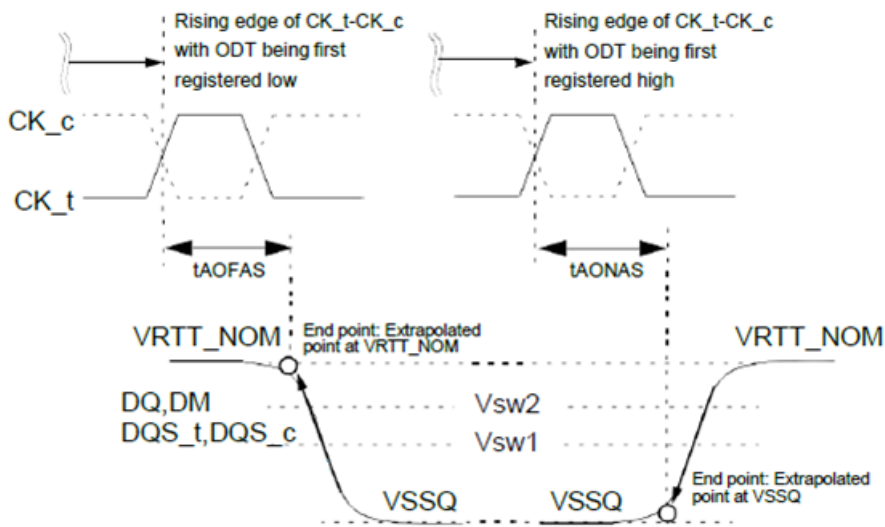 Rising edge of CK_t-CK_c
with ODT being first
registered low
Rising edge of CK_t-CK_c
with ODT being first
registered high
CK_c
CK_t
tAOFAS
tAONAS
VRTT_NOM
End point: Extrapolated
point at VRTT_NOM
VRTT_NOM
DQ,DM
DQS_t,DQS_c
Vsw2
Vsw1
VSSQ
VSSQ
End point: Extrapolated
point at VSSQ